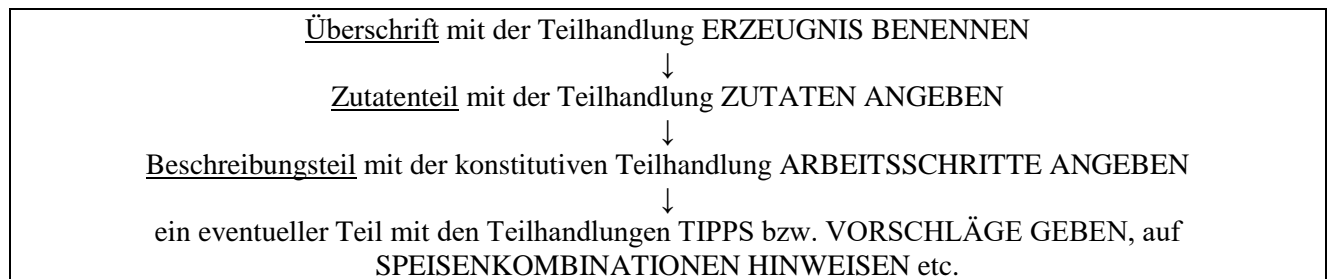 Überschrift mit der Teilhandlung ERZEUGNIS BENENNEN
↓
Zutatenteil mit der Teilhandlung ZUTATEN ANGEBEN
↓
Beschreibungsteil mit der konstitutiven Teilhandlung ARBEITSSCHRITTE ANGEBEN
↓
ein eventueller Teil mit den Teilhandlungen TIPPS bzw. VORSCHLÄGE GEBEN, auf
SPEISENKOMBINATIONEN HINWEISEN etc.